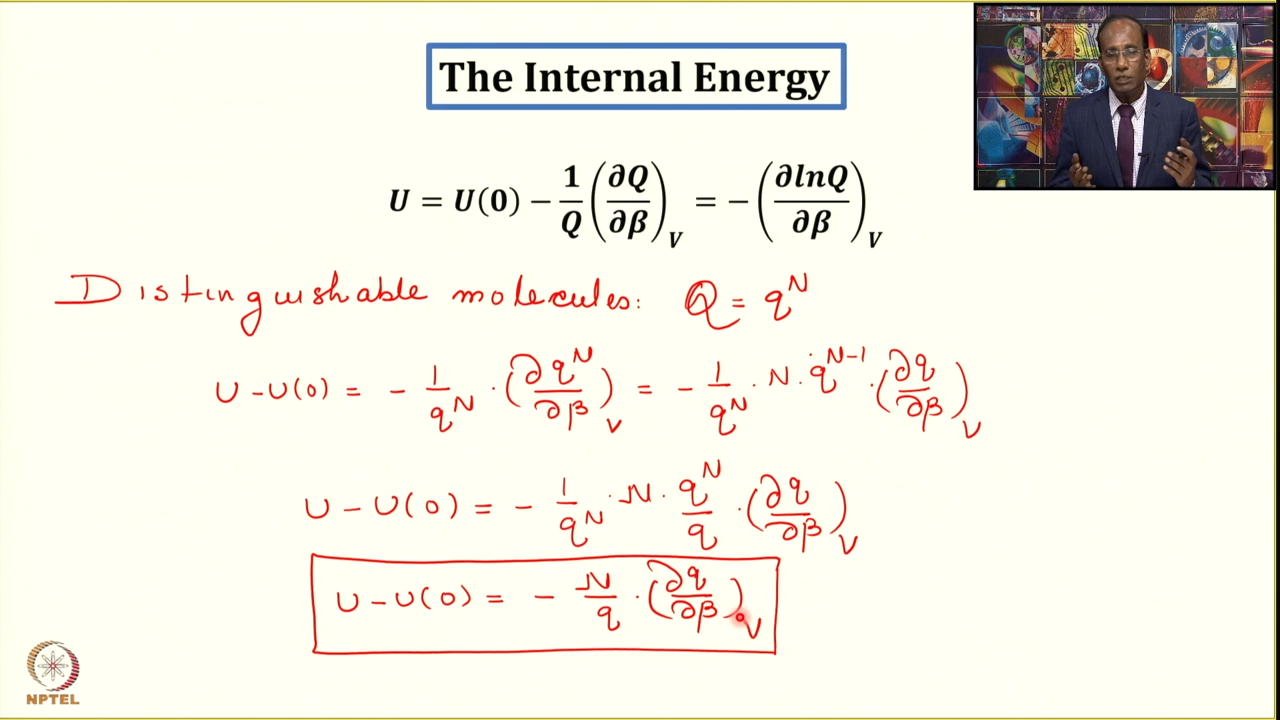 The Internal Energy
U = U(0) − 1/Q (∂Q/∂β)_V = −(∂lnQ/∂β)_V
Distinguishable molecules: Q = q^N
U − U(0) = − 1/q^N · (∂q^N/∂β)_V = − 1/q^N · N · q^{N−1} · (∂q/∂β)_V
U − U(0) = − 1/q^N · N · q^N/q · (∂q/∂β)_V
U − U(0) = − N/q · (∂q/∂β)_V
NPTEL